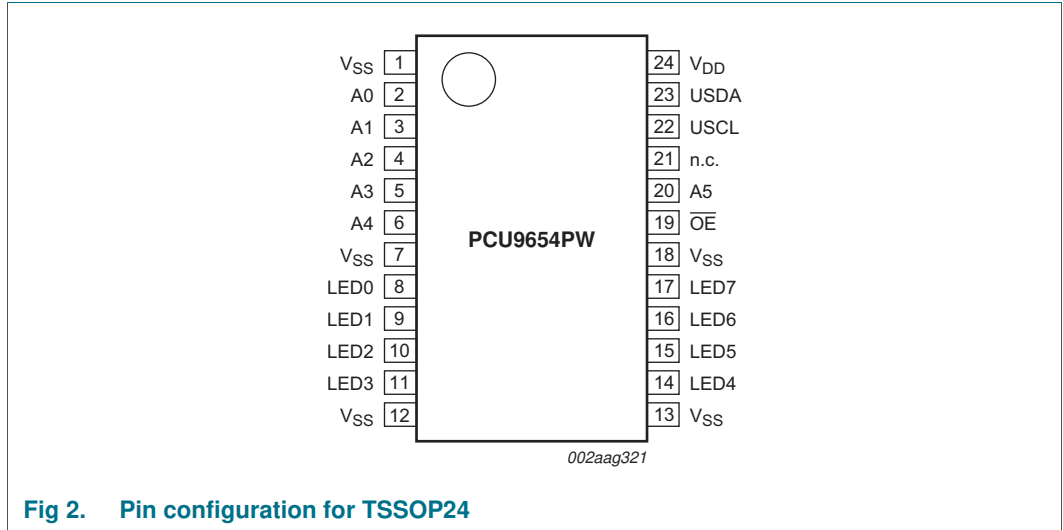 VSS 1 24 VDD
A0 2 23 USDA
A1 3 22 USCL
A2 4 21 n.c.
A3 5 20 A5
A4 6 19 O̅E̅
PCU9654PW
VSS 7 18 VSS
LED0 8 17 LED7
LED1 9 16 LED6
LED2 10 15 LED5
LED3 11 14 LED4
VSS 12 13 VSS
002aag321
Fig 2. Pin configuration for TSSOP24